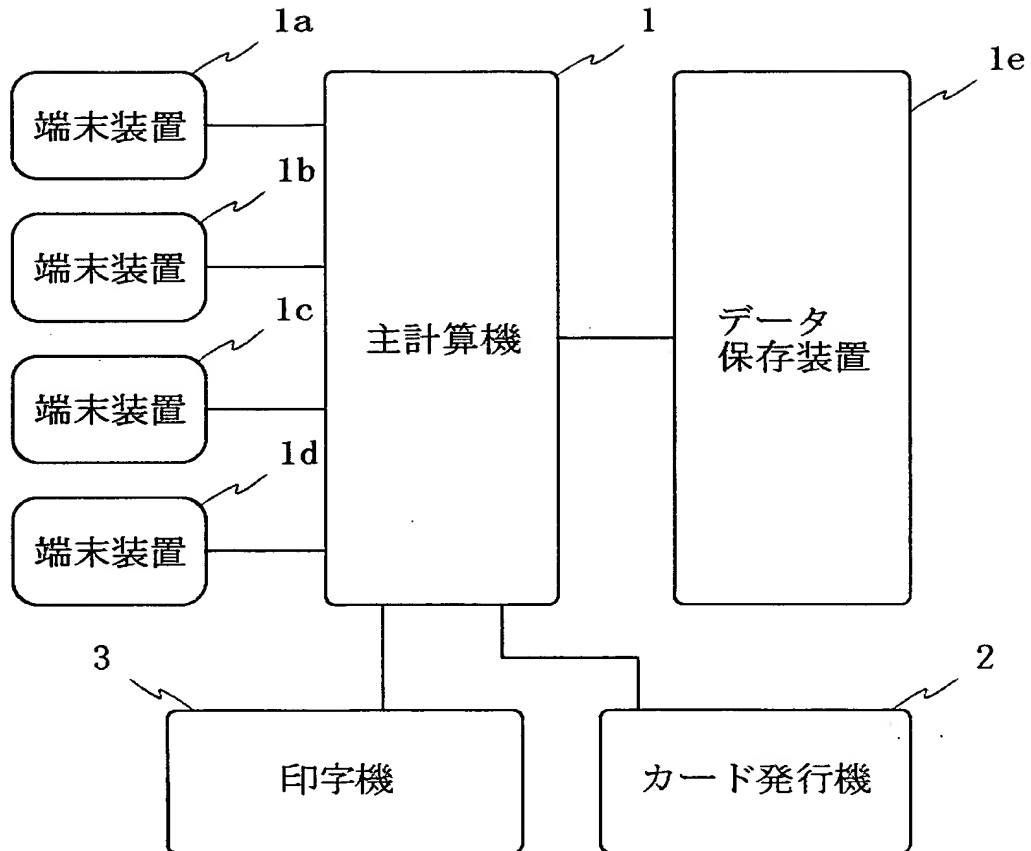 1a
1
1e
端末装置
1b
端末装置
1c
主計算機
データ
保存装置
端末装置
1d
端末装置
3
2
印字機
カード発行機